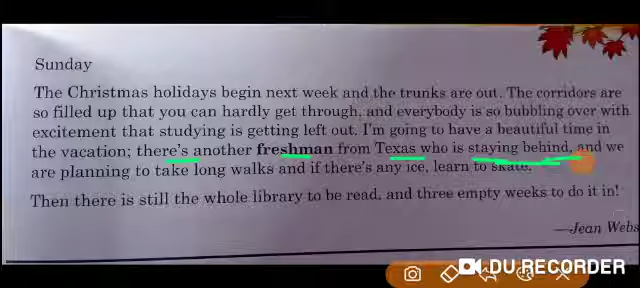 Sunday
The Christmas holidays begin next week and the trunks are out. The corridors are
so filled up that you can hardly get through, and everybody is so bubbling over with
excitement that studying is getting left out. I'm going to have a beautiful time in
the vacation; there's another freshman from Texas who is staying behind, and we
are planning to take long walks and if there's any ice, learn to skate.
Then there is still the whole library to be read, and three empty weeks to do it in!
—Jean Webs
DU RECORDER